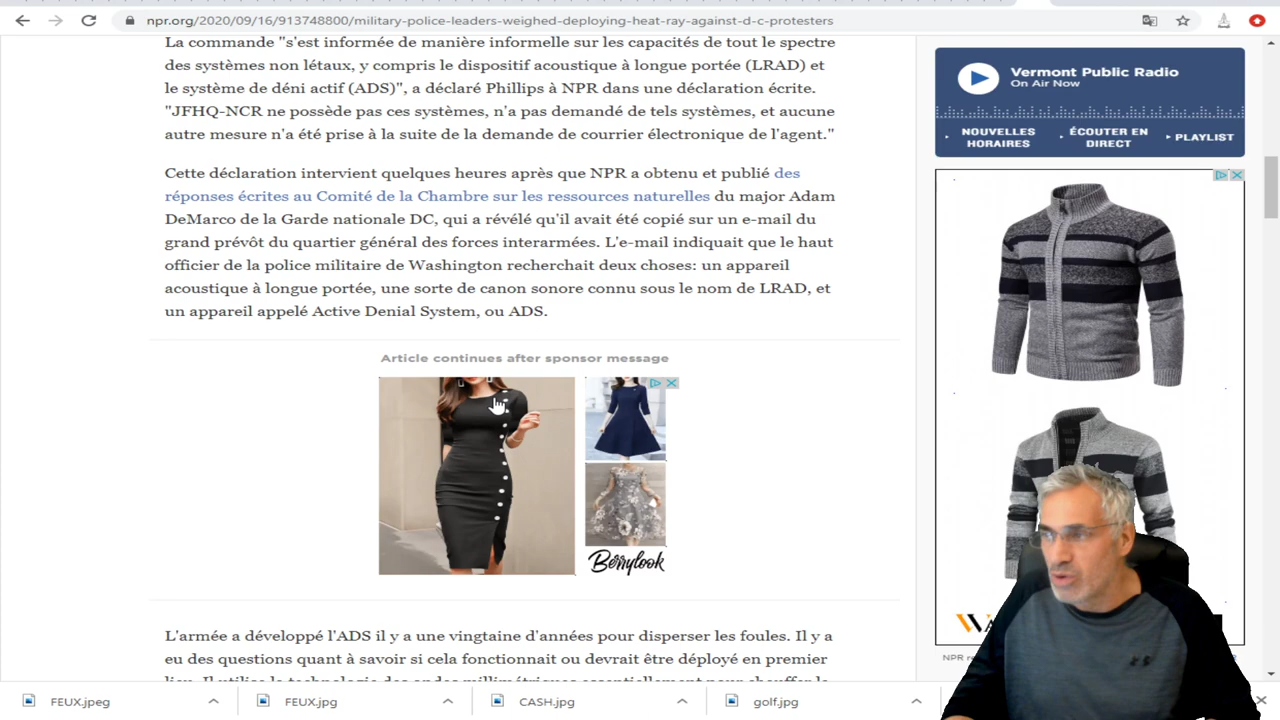 npr.org/2020/09/16/913748800/military-police-leaders-weighed-deploying-heat-ray-against-d-c-protesters
La commande "s'est informée de manière informelle sur les capacités de tout le spectre
des systèmes non létaux, y compris le dispositif acoustique à longue portée (LRAD) et
le système de déni actif (ADS)", a déclaré Phillips à NPR dans une déclaration écrite.
"JFHQ-NCR ne possède pas ces systèmes, n'a pas demandé de tels systèmes, et aucune
autre mesure n'a été prise à la suite de la demande de courrier électronique de l'agent."
Cette déclaration intervient quelques heures après que NPR a obtenu et publié des
réponses écrites au Comité de la Chambre sur les ressources naturelles du major Adam
DeMarco de la Garde nationale DC, qui a révélé qu'il avait été copié sur un e-mail du
grand prévôt du quartier général des forces interarmées. L'e-mail indiquait que le haut
officier de la police militaire de Washington recherchait deux choses: un appareil
acoustique à longue portée, une sorte de canon sonore connu sous le nom de LRAD, et
un appareil appelé Active Denial System, ou ADS.
Article continues after sponsor message
Berrylook
L'armée a développé l'ADS il y a une vingtaine d'années pour disperser les foules. Il y a
eu des questions quant à savoir si cela fonctionnait ou devrait être déployé en premier
Vermont Public Radio
On Air Now
NOUVELLES HORAIRES
ÉCOUTER EN DIRECT
PLAYLIST
NPR
FEUX.jpeg
FEUX.jpg
CASH.jpg
golf.jpg